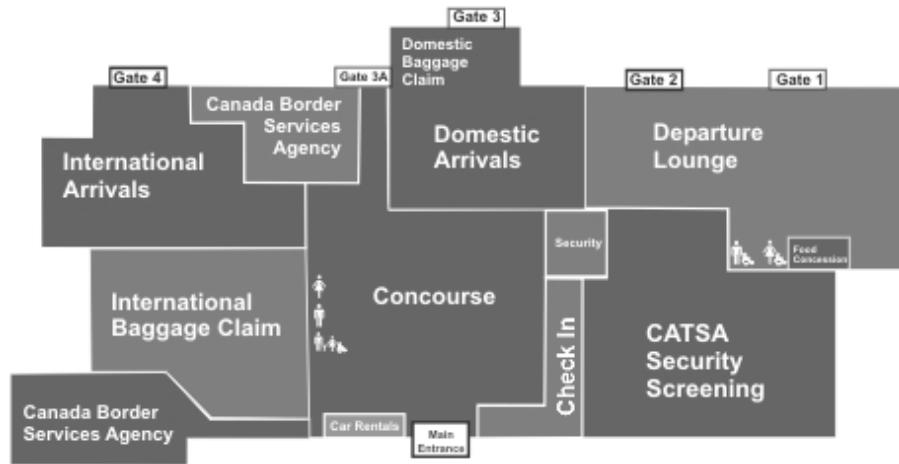 Gate 3
Gate 4
Gate 3A
Domestic
Baggage
Claim
Gate 2
Gate 1
Canada Border
Services
Agency
International
Arrivals
Domestic
Arrivals
Departure
Lounge
Security
Food
Concession
International
Baggage Claim
Concourse
Check In
CATSA
Security
Screening
Canada Border
Services Agency
Car Rentals
Main
Entrance